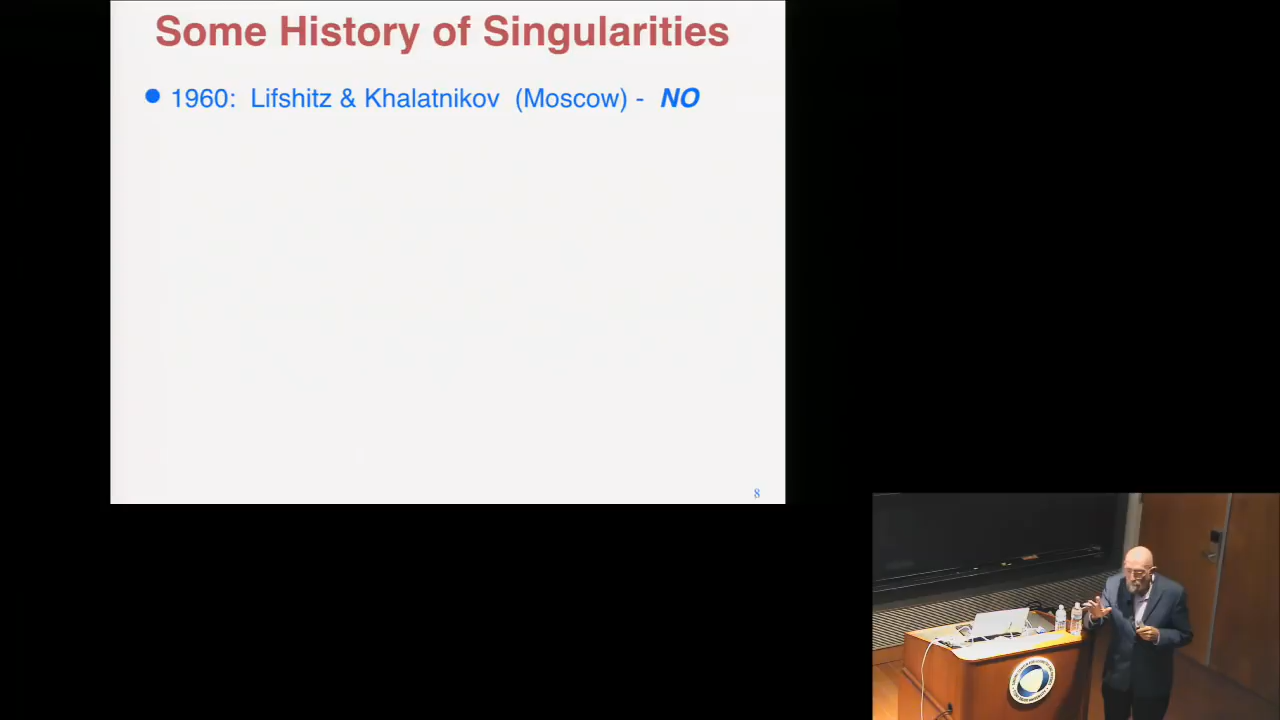 Some History of Singularities
1960: Lifshitz & Khalatnikov (Moscow) - NO
8